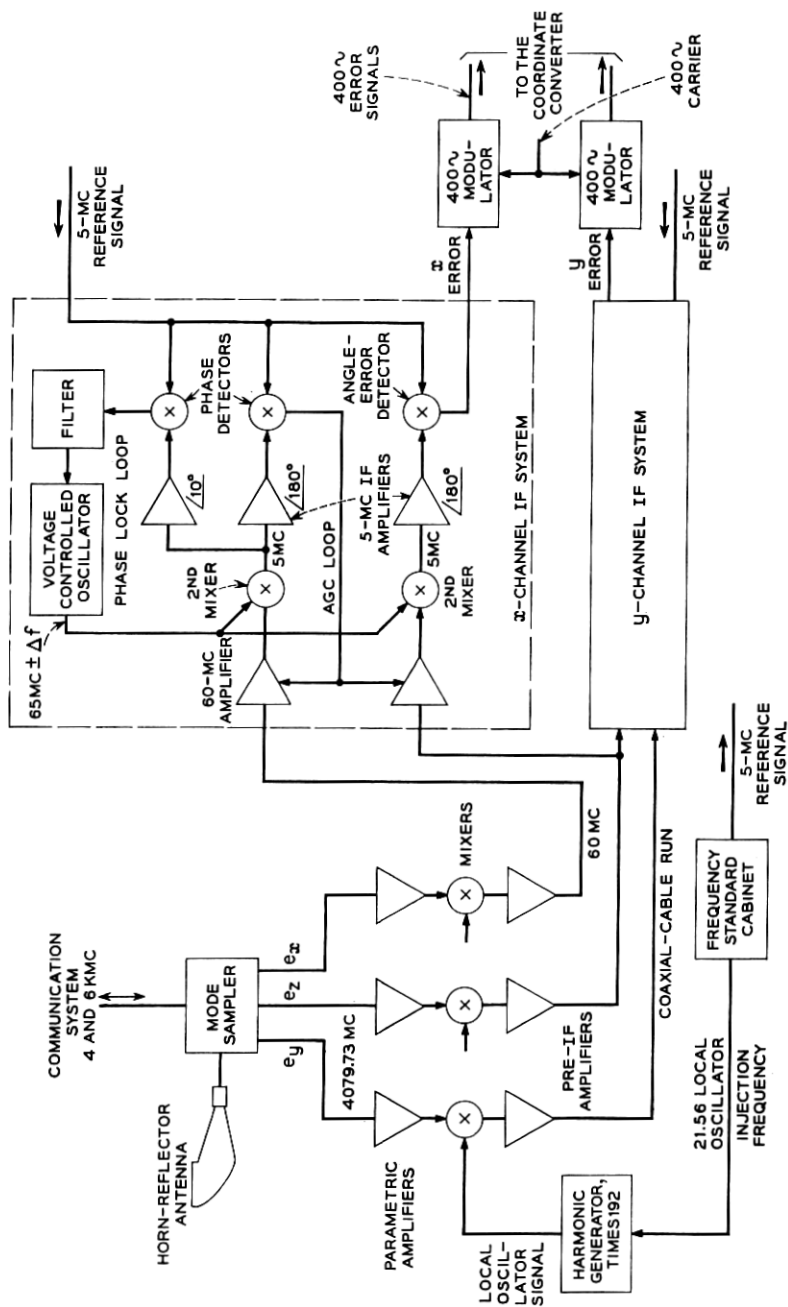 COMMUNICATION
SYSTEM
4 AND 6 KMC
HORN-REFLECTOR
ANTENNA
MODE
SAMPLER
ey
ez
ex
4079.73 MC
PARAMETRIC
AMPLIFIERS
MIXERS
PRE-IF
AMPLIFIERS
60 MC
LOCAL
OSCIL-
LATOR
SIGNAL
HARMONIC
GENERATOR,
TIMES 192
21.56 LOCAL
OSCILLATOR
INJECTION
FREQUENCY
COAXIAL-CABLE RUN
FREQUENCY
STANDARD
CABINET
5-MC
REFERENCE
SIGNAL
65MC ± Δf
VOLTAGE
CONTROLLED
OSCILLATOR
FILTER
PHASE LOCK LOOP
60-MC
AMPLIFIER
2ND
MIXER
5MC
10°
180°
PHASE
DETECTORS
AGC LOOP
5-MC IF
AMPLIFIERS
2ND
MIXER
5MC
180°
ANGLE-
ERROR
DETECTOR
x-CHANNEL IF SYSTEM
5-MC
REFERENCE
SIGNAL
x
ERROR
y-CHANNEL IF SYSTEM
y
ERROR
5-MC
REFERENCE
SIGNAL
400∿
MODU-
LATOR
400∿
MODU-
LATOR
400∿
ERROR
SIGNALS
TO THE
COORDINATE
CONVERTER
400∿
CARRIER